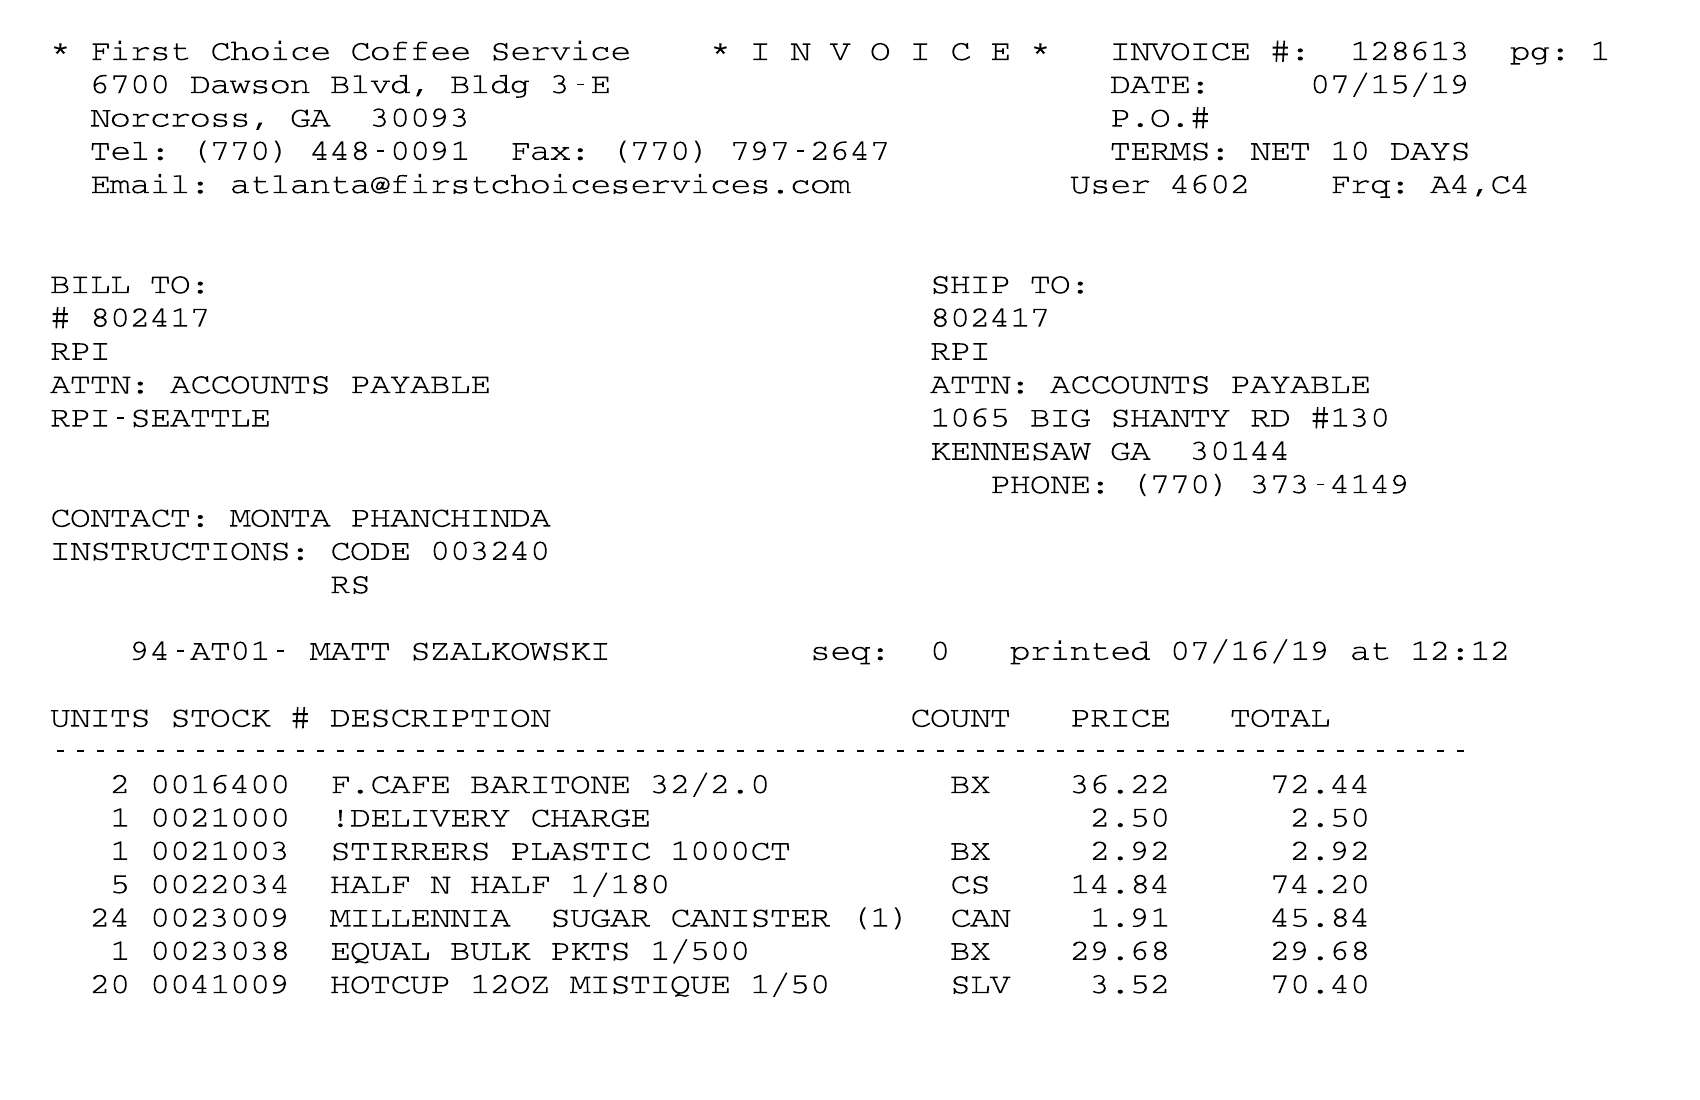 * First Choice Coffee Service * I N V O I C E * INVOICE #: 128613 pg: 1
6700 Dawson Blvd, Bldg 3-E DATE: 07/15/19
Norcross, GA 30093 P.O.#
Tel: (770) 448-0091 Fax: (770) 797-2647 TERMS: NET 10 DAYS
Email: atlanta@firstchoiceservices.com User 4602 Frq: A4,C4
BILL TO: SHIP TO:
# 802417 802417
RPI RPI
ATTN: ACCOUNTS PAYABLE ATTN: ACCOUNTS PAYABLE
RPI-SEATTLE 1065 BIG SHANTY RD #130
KENNESAW GA 30144
PHONE: (770) 373-4149
CONTACT: MONTA PHANCHINDA
INSTRUCTIONS: CODE 003240
RS
94-AT01- MATT SZALKOWSKI seq: 0 printed 07/16/19 at 12:12
UNITS STOCK # DESCRIPTION COUNT PRICE TOTAL
-----------------------------------------------------------------------
2 0016400 F.CAFE BARITONE 32/2.0 BX 36.22 72.44
1 0021000 !DELIVERY CHARGE 2.50 2.50
1 0021003 STIRRERS PLASTIC 1000CT BX 2.92 2.92
5 0022034 HALF N HALF 1/180 CS 14.84 74.20
24 0023009 MILLENNIA SUGAR CANISTER (1) CAN 1.91 45.84
1 0023038 EQUAL BULK PKTS 1/500 BX 29.68 29.68
20 0041009 HOTCUP 12OZ MISTIQUE 1/50 SLV 3.52 70.40